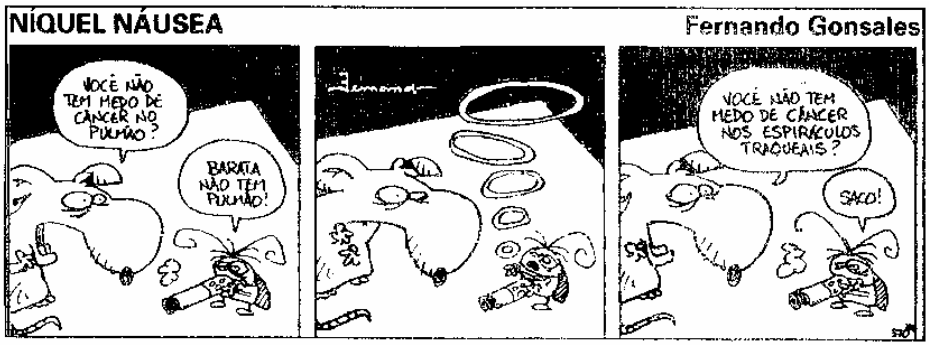 NÍQUEL NÁUSEA
Fernando Gonsales
VOCÊ NÃO
TEM MEDO DE
CÂNCER NO
PULMÃO?
BARATA
NÃO TEM
PULMÃO!
VOCÊ NÃO TEM
MEDO DE CÂNCER
NOS ESPIRÁCULOS
TRAQUEAIS?
SACO!